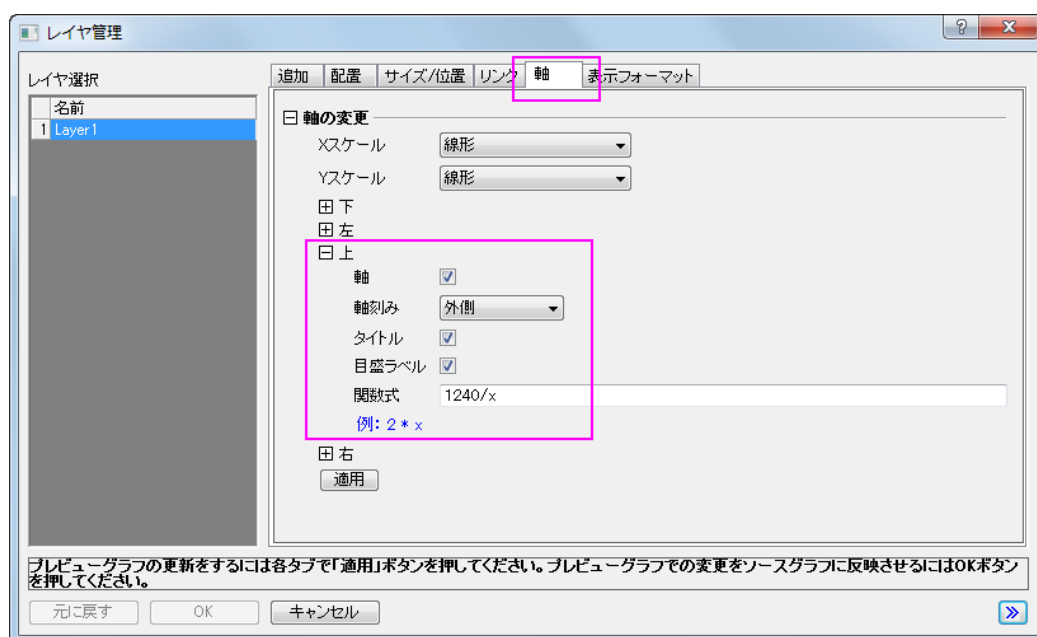 レイヤ管理
レイヤ選択
名前
1 Layer1
追加 配置 サイズ/位置 リンク 軸 表示フォーマット
軸の変更
Xスケール 線形
Yスケール 線形
下
左
上
軸
軸刻み 外側
タイトル
目盛ラベル
関数式 1240/x
例: 2 * x
右
適用
プレビューグラフの更新をするには各タブで「適用」ボタンを押してください。プレビューグラフでの変更をソースグラフに反映させるにはOKボタン
を押してください。
元に戻す OK キャンセル